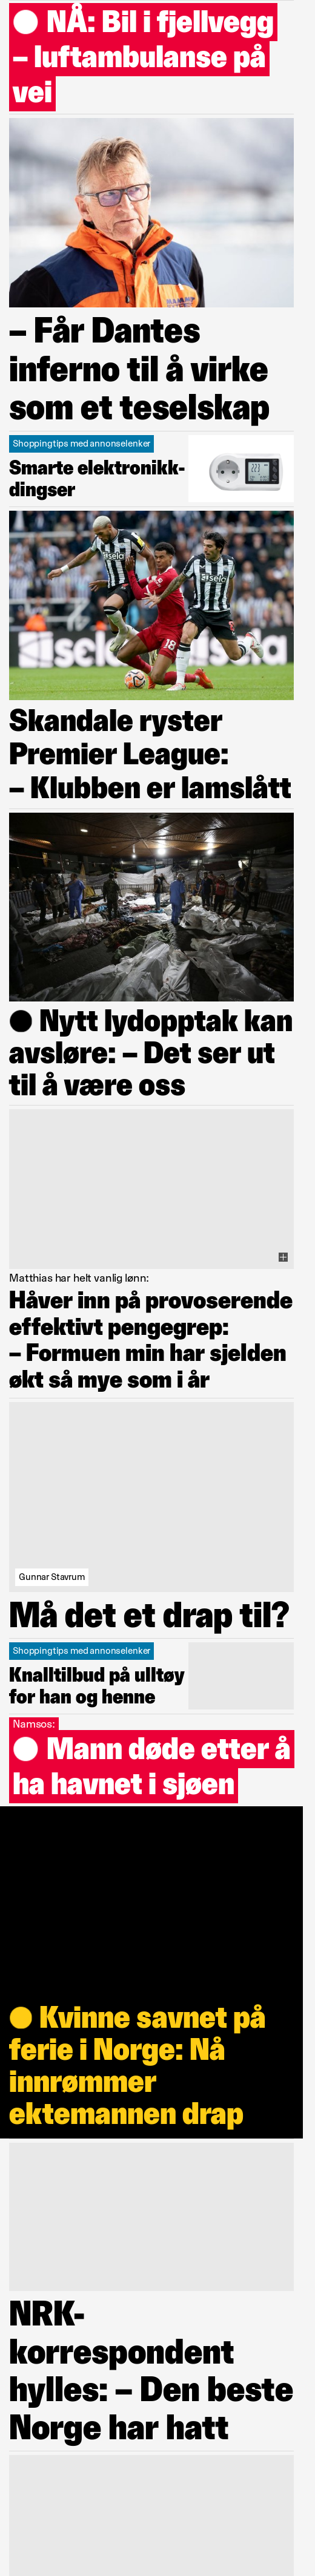 ● NÅ: Bil i fjellvegg
– luftambulanse på
vei
– Får Dantes
inferno til å virke
som et teselskap
Shoppingtips med annonselenker
Smarte elektronikk-
dingser
sela
sela
18
sela
Skandale ryster
Premier League:
– Klubben er lamslått
● Nytt lydopptak kan
avsløre: – Det ser ut
til å være oss
Matthias har helt vanlig lønn:
Håver inn på provoserende
effektivt pengegrep:
– Formuen min har sjelden
økt så mye som i år
Gunnar Stavrum
Må det et drap til?
Shoppingtips med annonselenker
Knalltilbud på ulltøy
for han og henne
Namsos:
● Mann døde etter å
ha havnet i sjøen
● Kvinne savnet på
ferie i Norge: Nå
innrømmer
ektemannen drap
NRK-
korrespondent
hylles: – Den beste
Norge har hatt